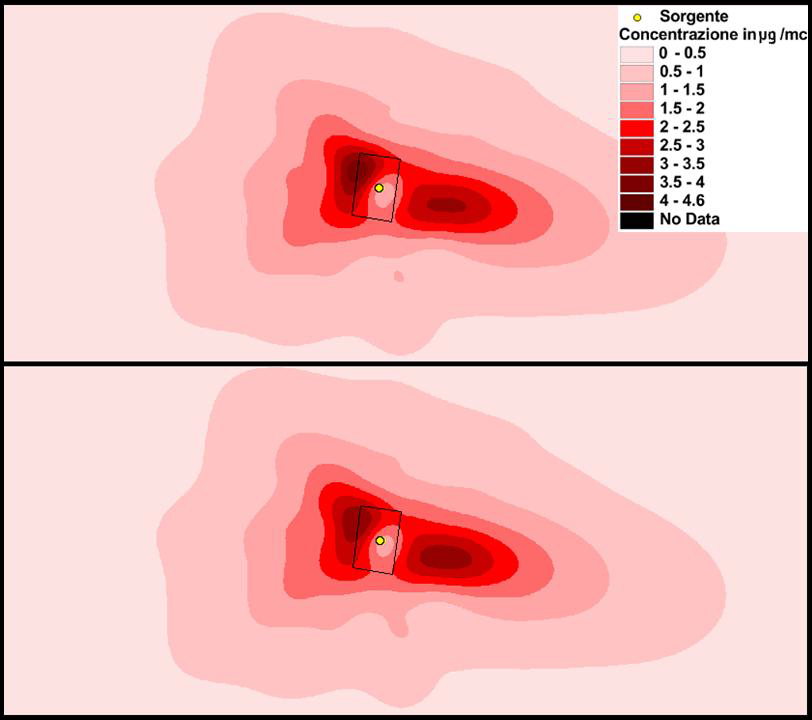 Sorgente
Concentrazione in µg /mc
0 - 0.5
0.5 - 1
1 - 1.5
1.5 - 2
2 - 2.5
2.5 - 3
3 - 3.5
3.5 - 4
4 - 4.6
No Data